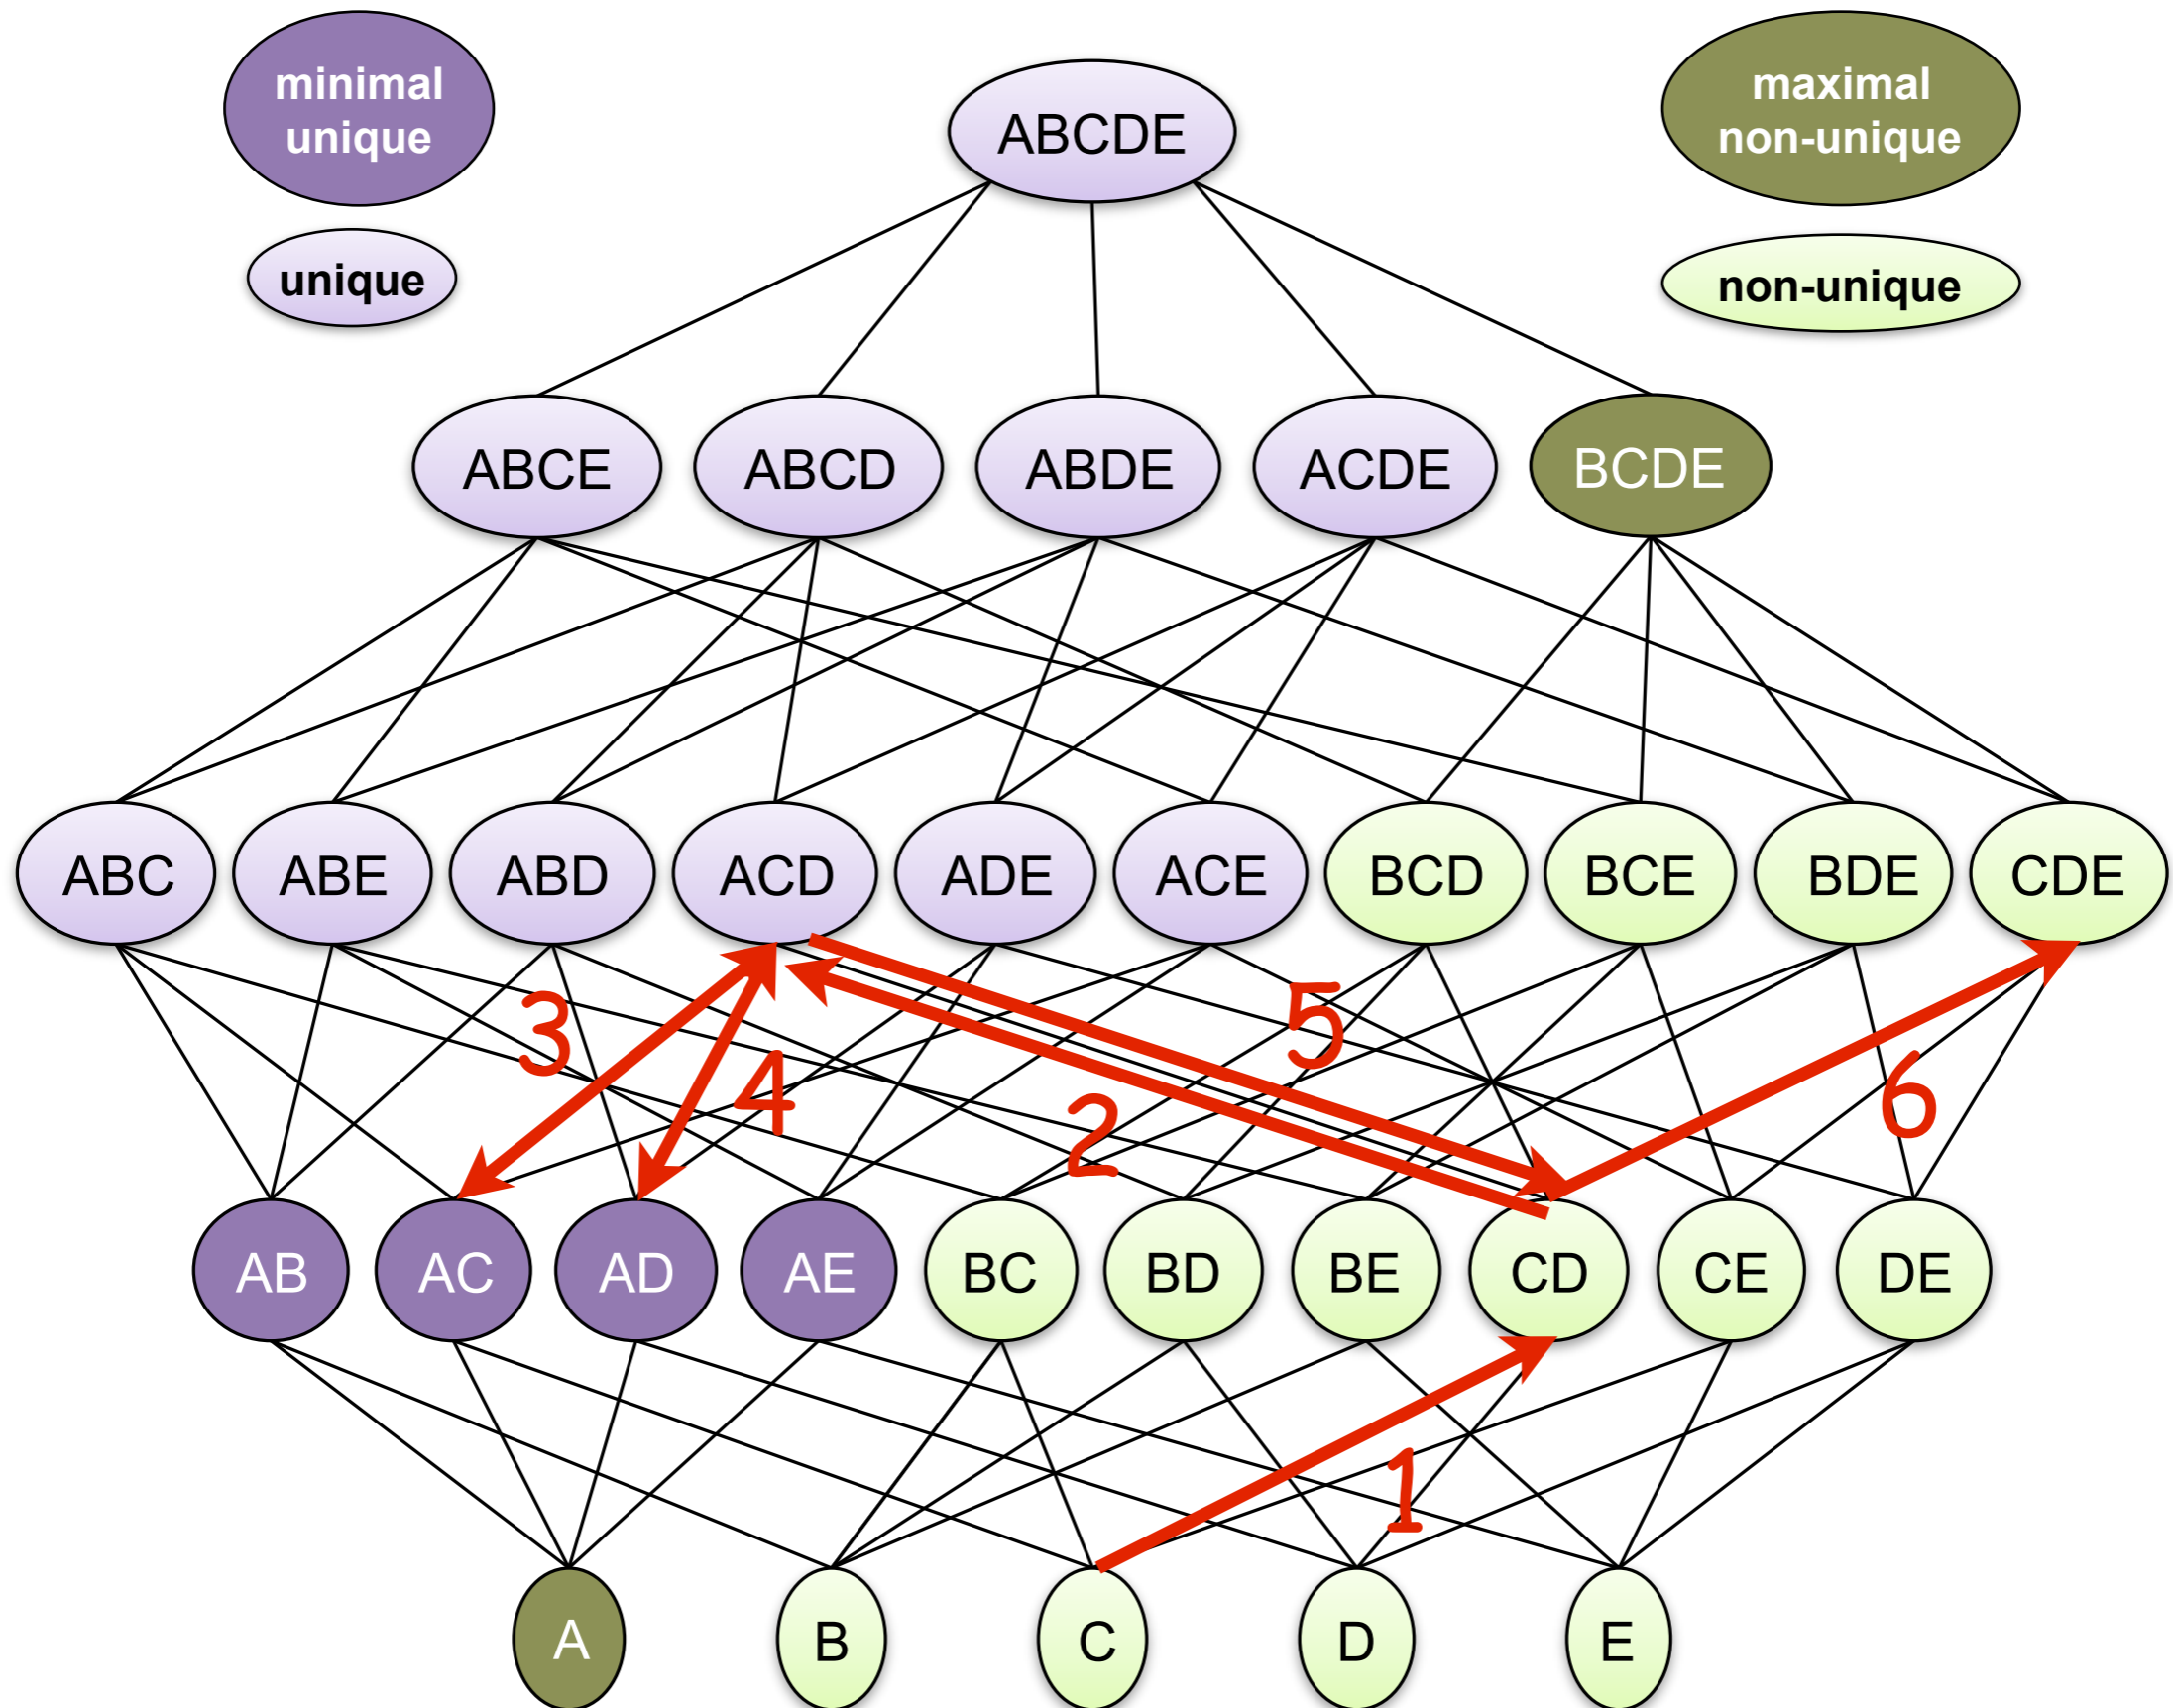 minimal
unique
unique
ABCDE
maximal
non-unique
non-unique
ABCE ABCD ABDE ACDE BCDE
ABC ABE ABD ACD ADE ACE BCD BCE BDE CDE
3 4 2 5 6
AB AC AD AE BC BD BE CD CE DE
1
A B C D E